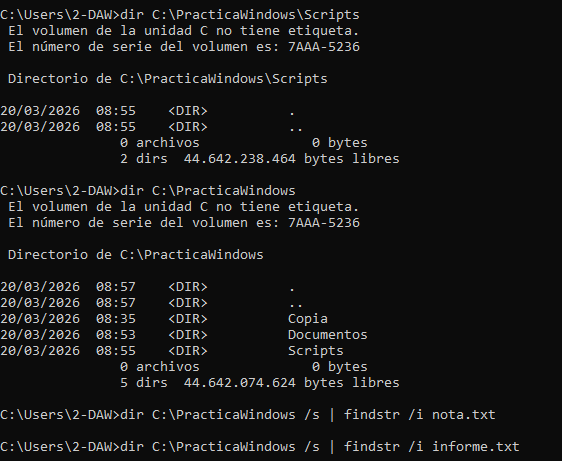 C:\Users\2-DAW>dir C:\PracticaWindows\Scripts
 El volumen de la unidad C no tiene etiqueta.
 El número de serie del volumen es: 7AAA-5236

 Directorio de C:\PracticaWindows\Scripts

20/03/2026  08:55    <DIR>          .
20/03/2026  08:55    <DIR>          ..
               0 archivos              0 bytes
               2 dirs  44.642.238.464 bytes libres

C:\Users\2-DAW>dir C:\PracticaWindows
 El volumen de la unidad C no tiene etiqueta.
 El número de serie del volumen es: 7AAA-5236

 Directorio de C:\PracticaWindows

20/03/2026  08:57    <DIR>          .
20/03/2026  08:57    <DIR>          ..
20/03/2026  08:35    <DIR>          Copia
20/03/2026  08:53    <DIR>          Documentos
20/03/2026  08:55    <DIR>          Scripts
               0 archivos              0 bytes
               5 dirs  44.642.074.624 bytes libres

C:\Users\2-DAW>dir C:\PracticaWindows /s | findstr /i nota.txt

C:\Users\2-DAW>dir C:\PracticaWindows /s | findstr /i informe.txt